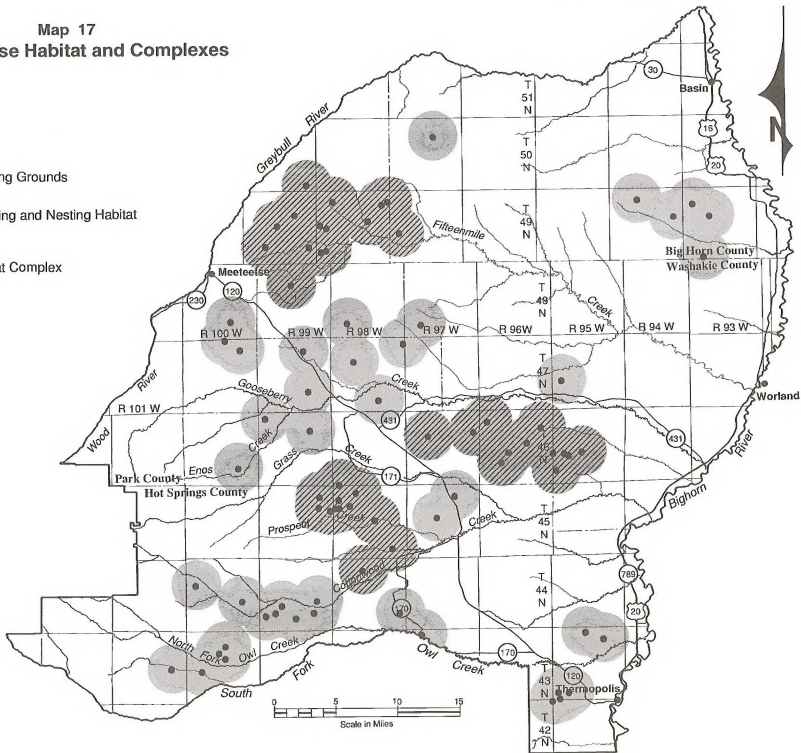 Map 17
se Habitat and Complexes
ng Grounds
ing and Nesting Habitat
at Complex
30
Basin
T
51
N
16
20
N
Greybull River
T
50
N
T
49
N
Fifteenmile
Creek
Big Horn County
Washakie County
Meeteetse
230
120
T
49
N
R 100 W
R 99 W
R 98 W
R 97 W
R 96W
R 95 W
R 94 W
R 93 W
T
47
N
Gooseberry
Creek
R 101 W
Wood River
Worland
431
431
T
46
N
Enos
Creek
Grass
Creek
Park County
Hot Springs County
171
Bighorn River
Prospect
Creek
T
45
N
Creek
Cottonwood
T
44
N
789
20
170
North
Fork
Owl
Creek
South
Fork
Owl
Creek
170
120
T
43
N
Thermopolis
T
42
N
0
5
10
15
Scale in Miles